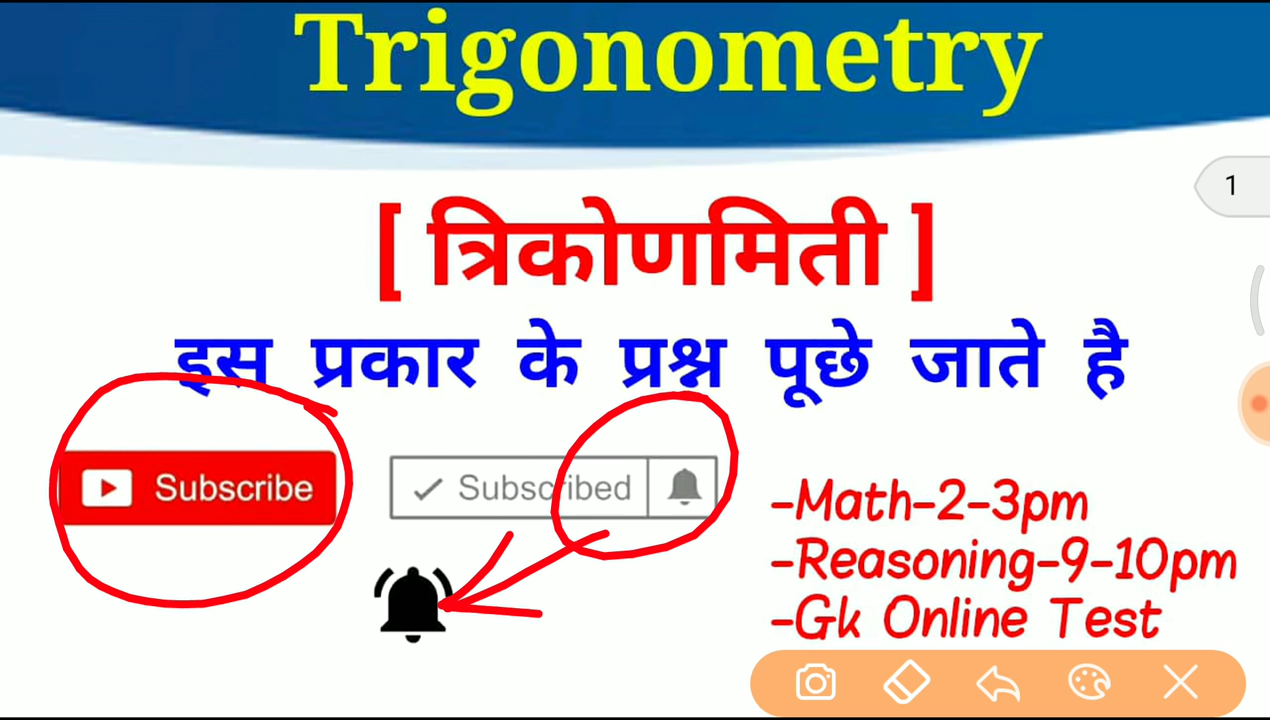 Trigonometry
1
[ त्रिकोणमिती ]
इस प्रकार के प्रश्न पूछे जाते है
Subscribe
Subscribed
-Math-2-3pm
-Reasoning-9-10pm
-Gk Online Test